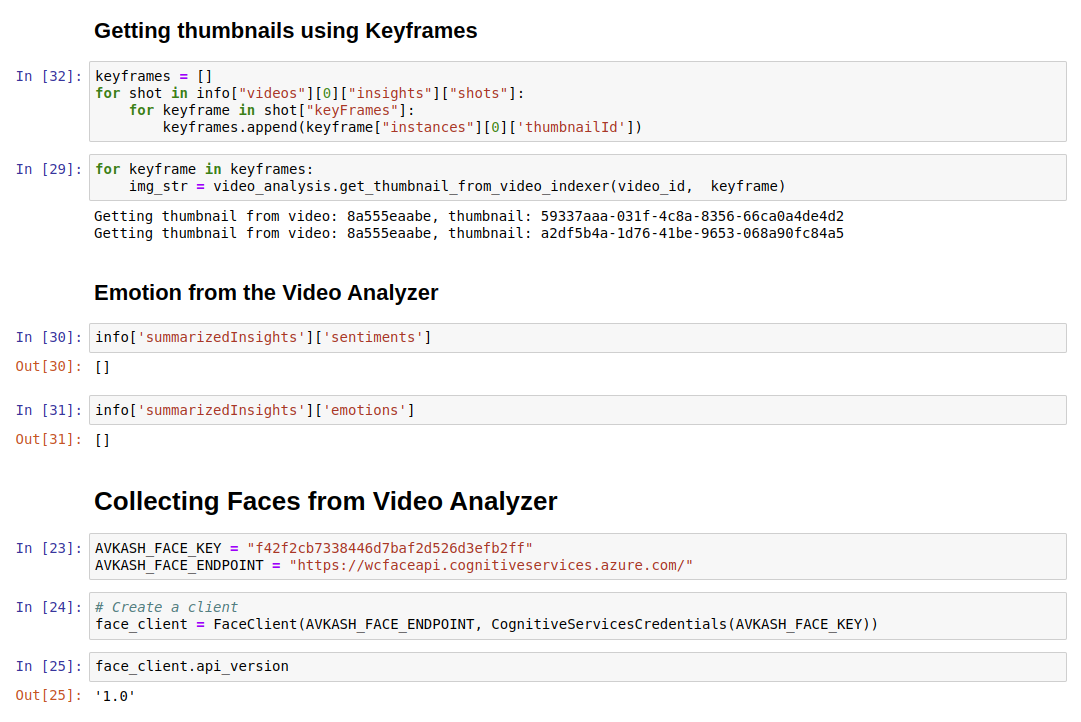 Getting thumbnails using Keyframes
In [32]: keyframes = []
for shot in info["videos"][0]["insights"]["shots"]:
    for keyframe in shot["keyFrames"]:
        keyframes.append(keyframe["instances"][0]['thumbnailId'])
In [29]: for keyframe in keyframes:
    img_str = video_analysis.get_thumbnail_from_video_indexer(video_id,  keyframe)
Getting thumbnail from video: 8a555eaabe, thumbnail: 59337aaa-031f-4c8a-8356-66ca0a4de4d2
Getting thumbnail from video: 8a555eaabe, thumbnail: a2df5b4a-1d76-41be-9653-068a90fc84a5
Emotion from the Video Analyzer
In [30]: info['summarizedInsights']['sentiments']
Out[30]: []
In [31]: info['summarizedInsights']['emotions']
Out[31]: []
Collecting Faces from Video Analyzer
In [23]: AVKASH_FACE_KEY = "f42f2cb7338446d7baf2d526d3efb2ff"
AVKASH_FACE_ENDPOINT = "https://wcfaceapi.cognitiveservices.azure.com/"
In [24]: # Create a client
face_client = FaceClient(AVKASH_FACE_ENDPOINT, CognitiveServicesCredentials(AVKASH_FACE_KEY))
In [25]: face_client.api_version
Out[25]: '1.0'